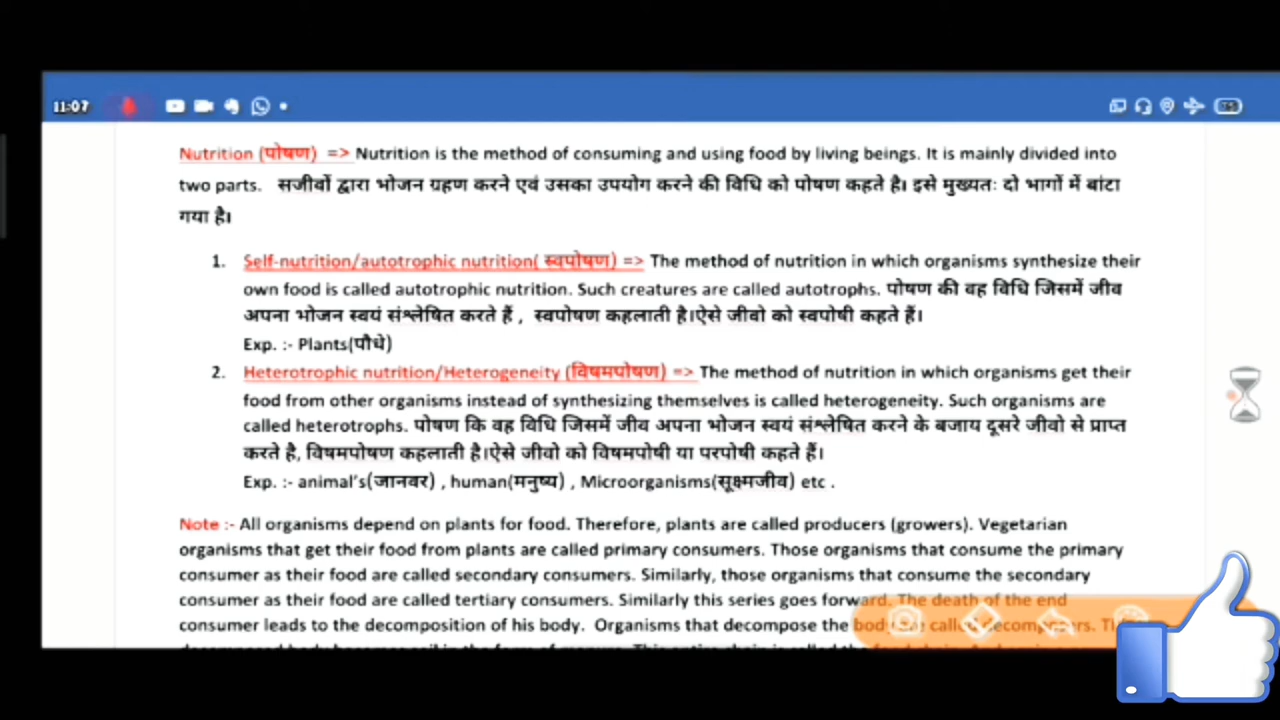 11:07
Nutrition (पोषण) => Nutrition is the method of consuming and using food by living beings. It is mainly divided into
two parts. सजीवों द्वारा भोजन ग्रहण करने एवं उसका उपयोग करने की विधि को पोषण कहते है। इसे मुख्यतः दो भागों में बांटा
गया है।
1. Self-nutrition/autotrophic nutrition( स्वपोषण) => The method of nutrition in which organisms synthesize their
own food is called autotrophic nutrition. Such creatures are called autotrophs. पोषण की वह विधि जिसमें जीव
अपना भोजन स्वयं संश्लेषित करते हैं , स्वपोषण कहलाती है।ऐसे जीवो को स्वपोषी कहते हैं।
Exp. :- Plants(पौधे)
2. Heterotrophic nutrition/Heterogeneity (विषमपोषण) => The method of nutrition in which organisms get their
food from other organisms instead of synthesizing themselves is called heterogeneity. Such organisms are
called heterotrophs. पोषण कि वह विधि जिसमें जीव अपना भोजन स्वयं संश्लेषित करने के बजाय दूसरे जीवो से प्राप्त
करते है, विषमपोषण कहलाती है।ऐसे जीवो को विषमपोषी या परपोषी कहते हैं।
Exp. :- animal's(जानवर) , human(मनुष्य) , Microorganisms(सूक्ष्मजीव) etc .
Note :- All organisms depend on plants for food. Therefore, plants are called producers (growers). Vegetarian
organisms that get their food from plants are called primary consumers. Those organisms that consume the primary
consumer as their food are called secondary consumers. Similarly, those organisms that consume the secondary
consumer as their food are called tertiary consumers. Similarly this series goes forward. The death of the end
consumer leads to the decomposition of his body. Organisms that decompose the body are called decomposers.